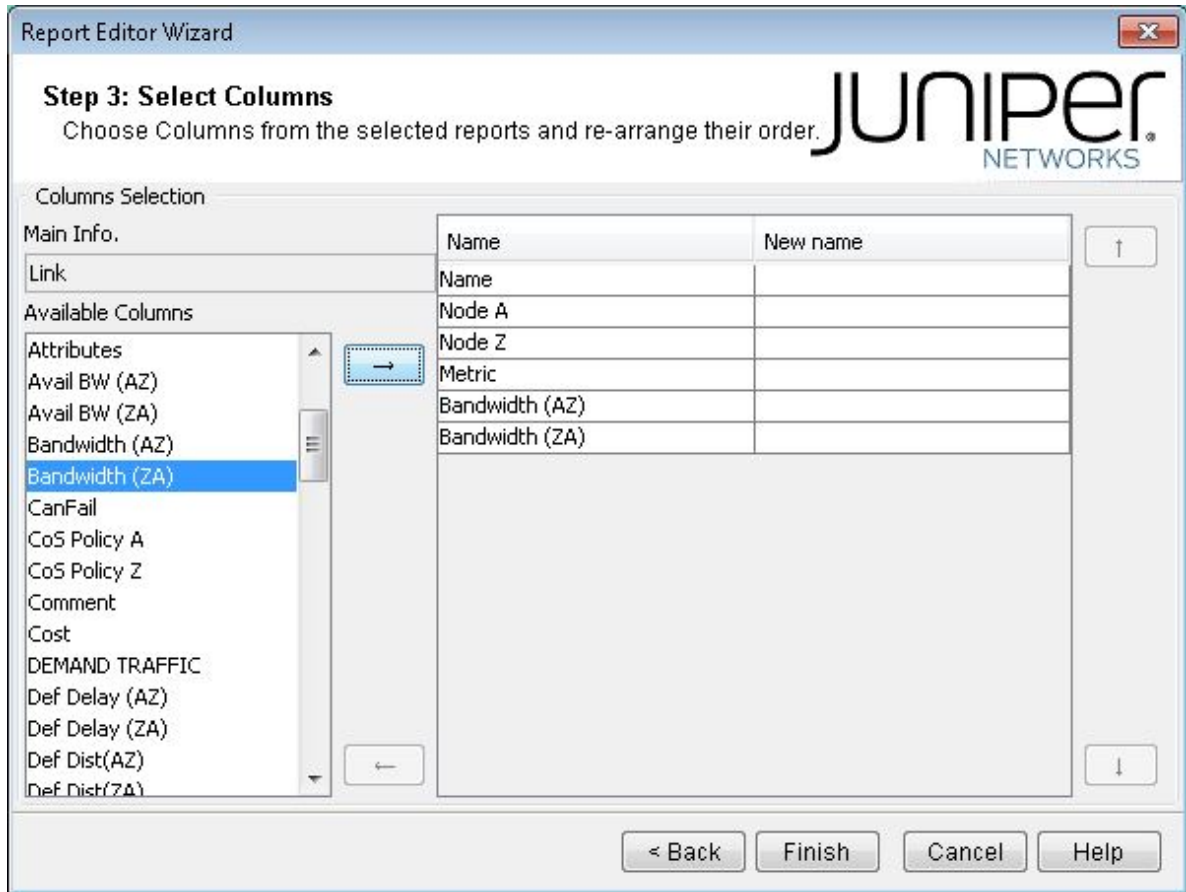 Report Editor Wizard
Step 3: Select Columns
Choose Columns from the selected reports and re-arrange their order.
JUNIPER
NETWORKS
Columns Selection
Main Info.
Link
Available Columns
Attributes
Avail BW (AZ)
Avail BW (ZA)
Bandwidth (AZ)
Bandwidth (ZA)
CanFail
CoS Policy A
CoS Policy Z
Comment
Cost
DEMAND TRAFFIC
Def Delay (AZ)
Def Delay (ZA)
Def Dist(AZ)
Def Dist(ZA)
→
←
Name New name
Name
Node A
Node Z
Metric
Bandwidth (AZ)
Bandwidth (ZA)
↑
↓
< Back Finish Cancel Help